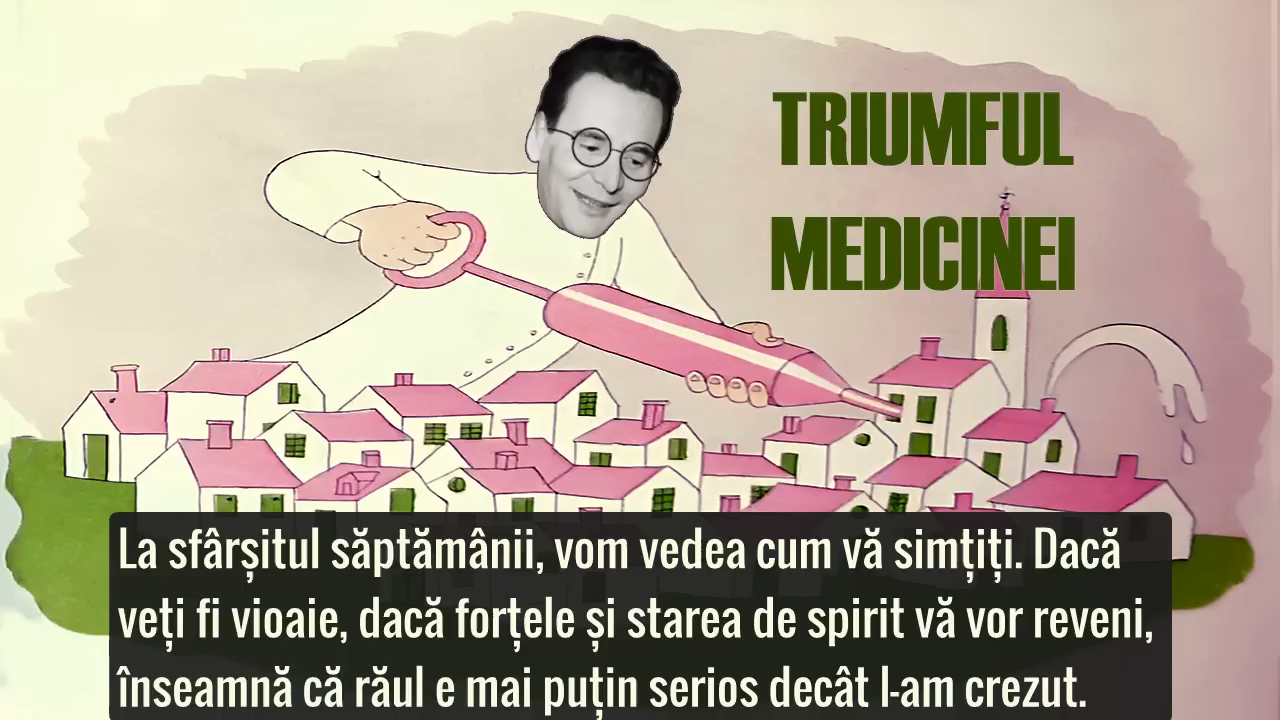 TRIUMFUL
MEDICINEI
La sfârșitul săptămânii, vom vedea cum vă simțiți. Dacă
veți fi vioaie, dacă forțele și starea de spirit vă vor reveni,
înseamnă că răul e mai puțin serios decât l-am crezut.